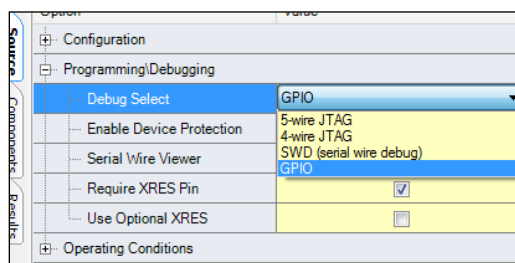 Option Value
Configuration
Programming\Debugging
Debug Select GPIO
5-wire JTAG
Enable Device Protection
4-wire JTAG
SWD (serial wire debug)
Serial Wire Viewer
GPIO
Require XRES Pin
Use Optional XRES
Operating Conditions
Source
Components
Results